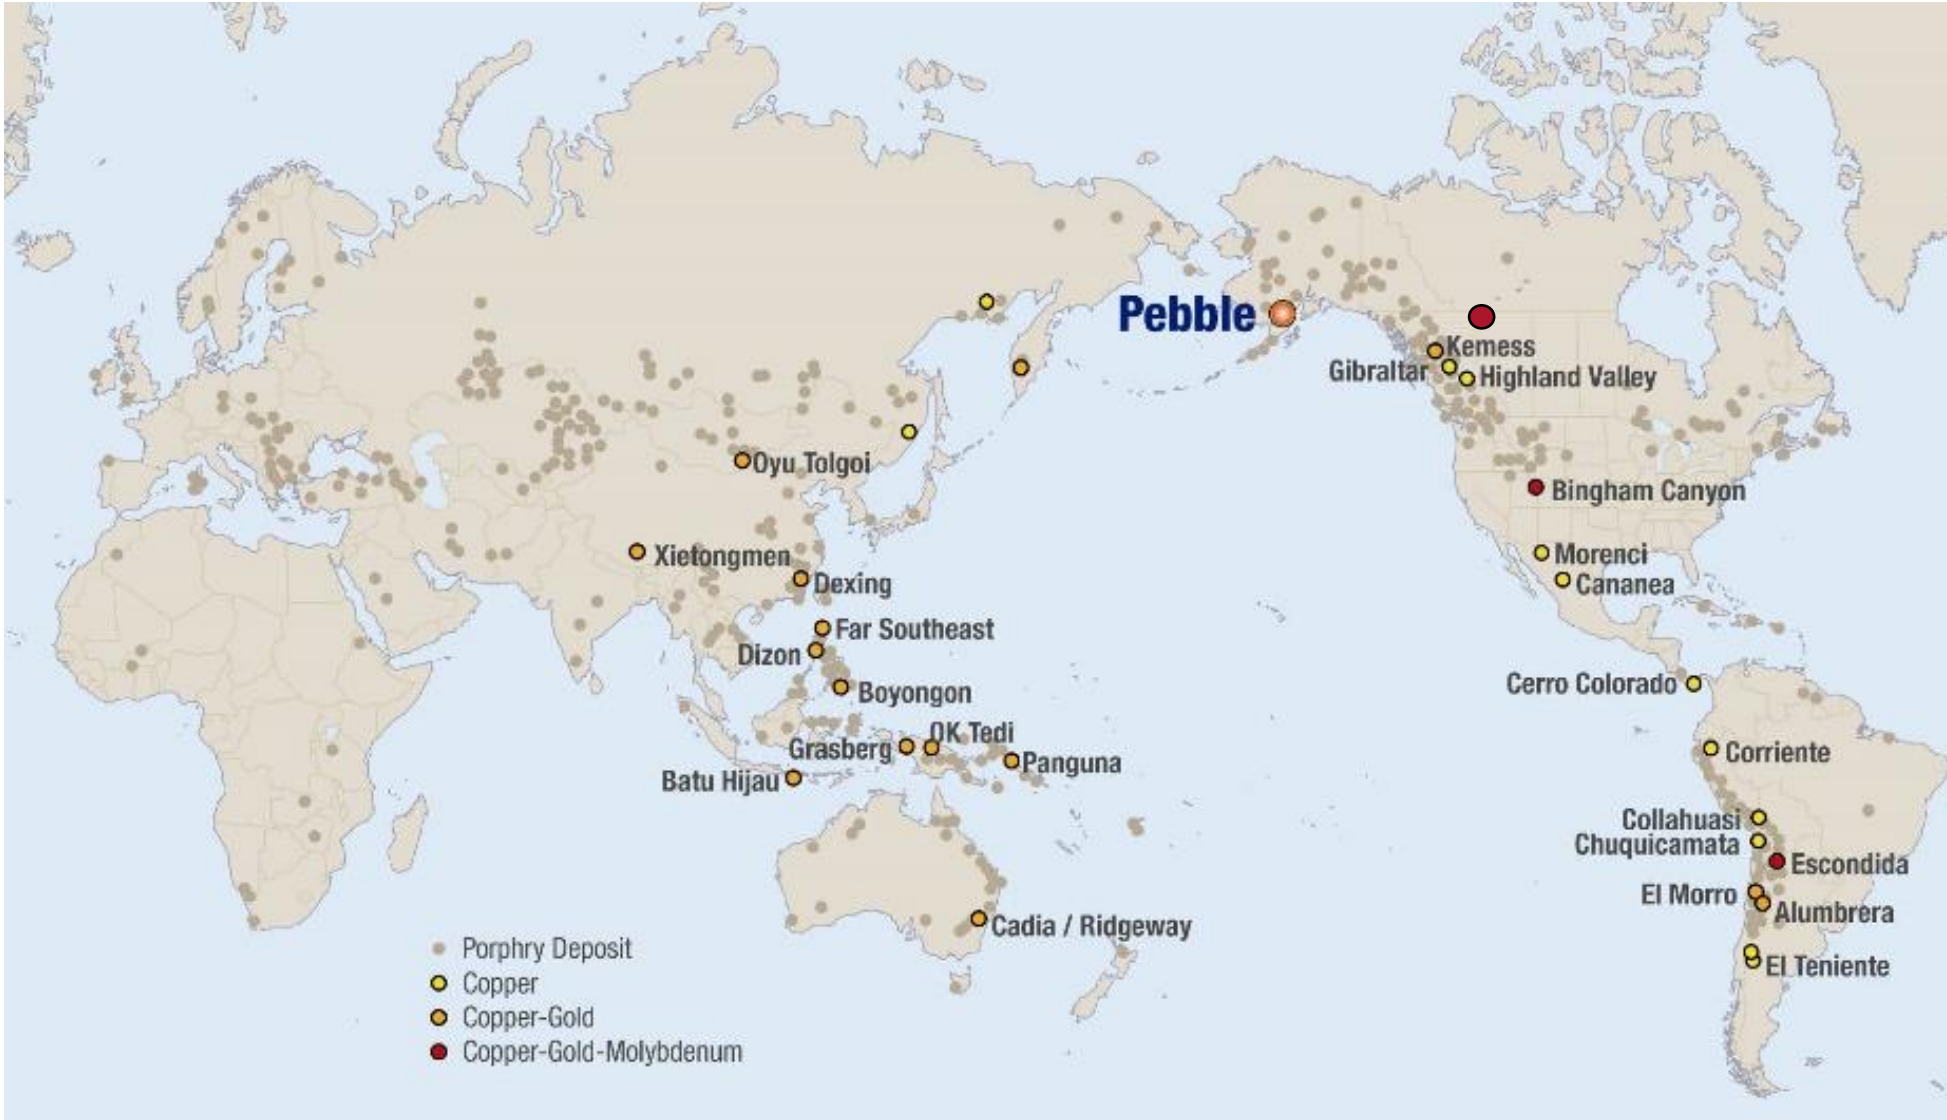 Pebble
Kemess
Gibraltar
Highland Valley
Oyu Tolgoi
Bingham Canyon
Xietongmen
Morenci
Dexing
Cananea
Far Southeast
Dizon
Cerro Colorado
Boyongon
OK Tedi
Grasberg
Corriente
Panguna
Batu Hijau
Collahuasi
Chuquicamata
Escondida
El Morro
Alumbrera
Cadia / Ridgeway
El Teniente
Porphry Deposit
Copper
Copper-Gold
Copper-Gold-Molybdenum